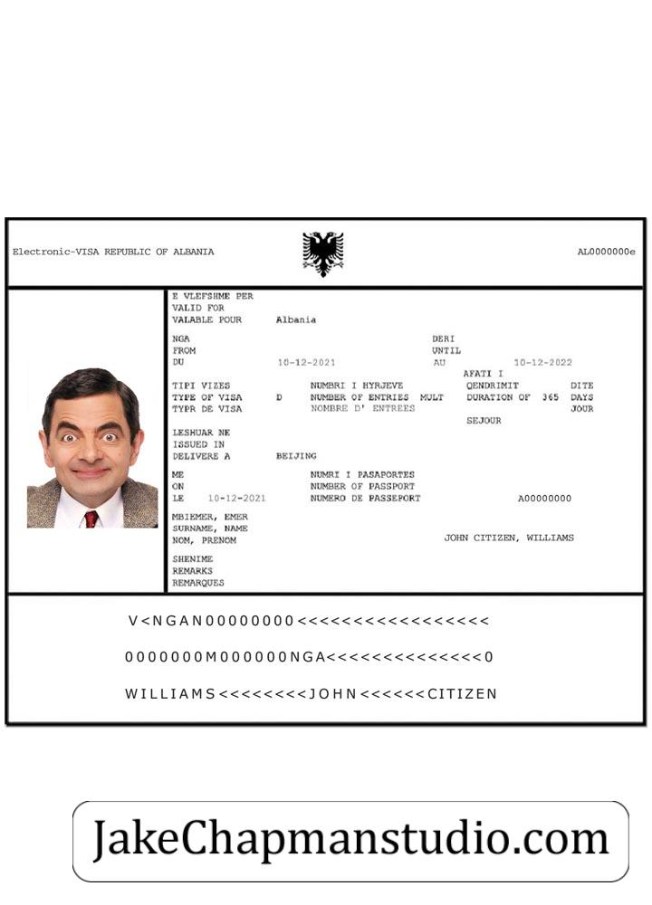 Electronic-VISA REPUBLIC OF ALBANIA AL0000000e
E VLEFSHME PER
VALID FOR
VALABLE POUR Albania
NGA DERI
FROM UNTIL
DU 10-12-2021 AU 10-12-2022
AFATI I
TIPI VIZES NUMBRI I HYRJEVE QENDRIMIT DITE
TYPE OF VISA D NUMBER OF ENTRIES MULT DURATION OF 365 DAYS
TYPR DE VISA NOMBRE D' ENTREES JOUR
SEJOUR
LESHUAR NE
ISSUED IN
DELIVERE A BEIJING
ME NUMRI I PASAPORTES
ON NUMBER OF PASSPORT
LE 10-12-2021 NUMERO DE PASSEPORT A00000000
MBIEMER, EMER
SURNAME, NAME
NOM, PRENOM JOHN CITIZEN, WILLIAMS
SHENIME
REMARKS
REMARQUES
V<NGAN00000000<<<<<<<<<<<<<<<<<
0000000M000000NGA<<<<<<<<<<<<<<0
WILLIAMS<<<<<<<<JOHN<<<<<<CITIZEN
JakeChapmanstudio.com